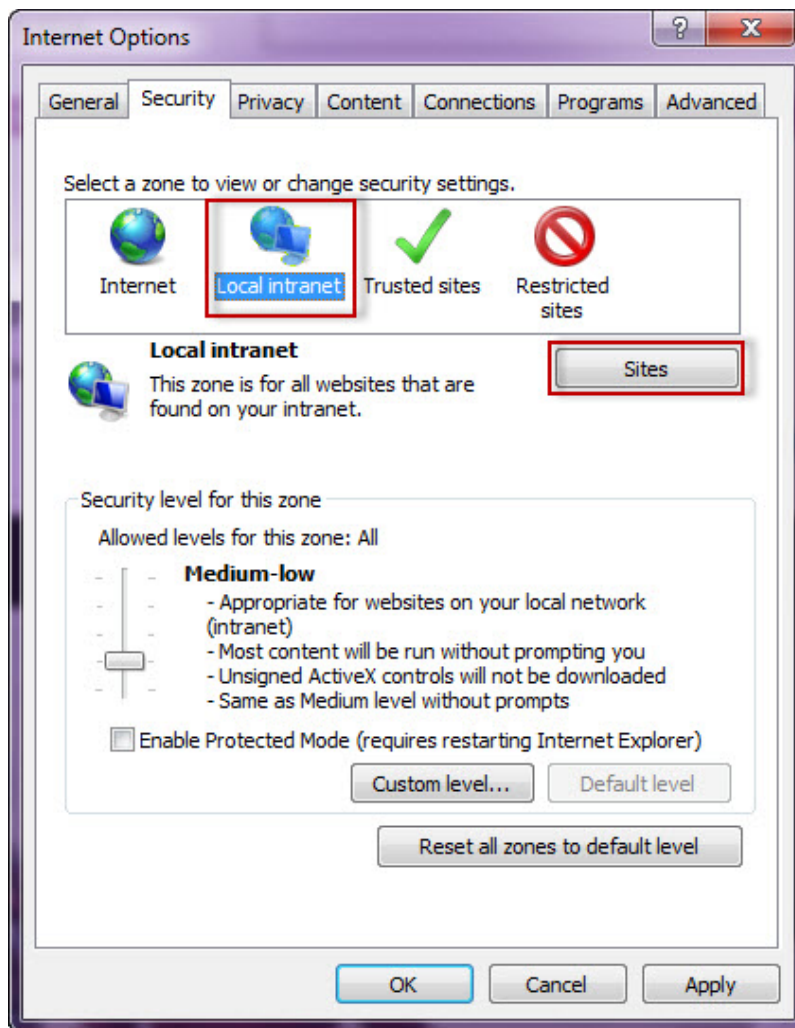 Internet Options
General Security Privacy Content Connections Programs Advanced
Select a zone to view or change security settings.
Internet Local intranet Trusted sites Restricted
sites
Local intranet
This zone is for all websites that are
found on your intranet.
Sites
Security level for this zone
Allowed levels for this zone: All
Medium-low
- Appropriate for websites on your local network
(intranet)
- Most content will be run without prompting you
- Unsigned ActiveX controls will not be downloaded
- Same as Medium level without prompts
Enable Protected Mode (requires restarting Internet Explorer)
Custom level... Default level
Reset all zones to default level
OK Cancel Apply